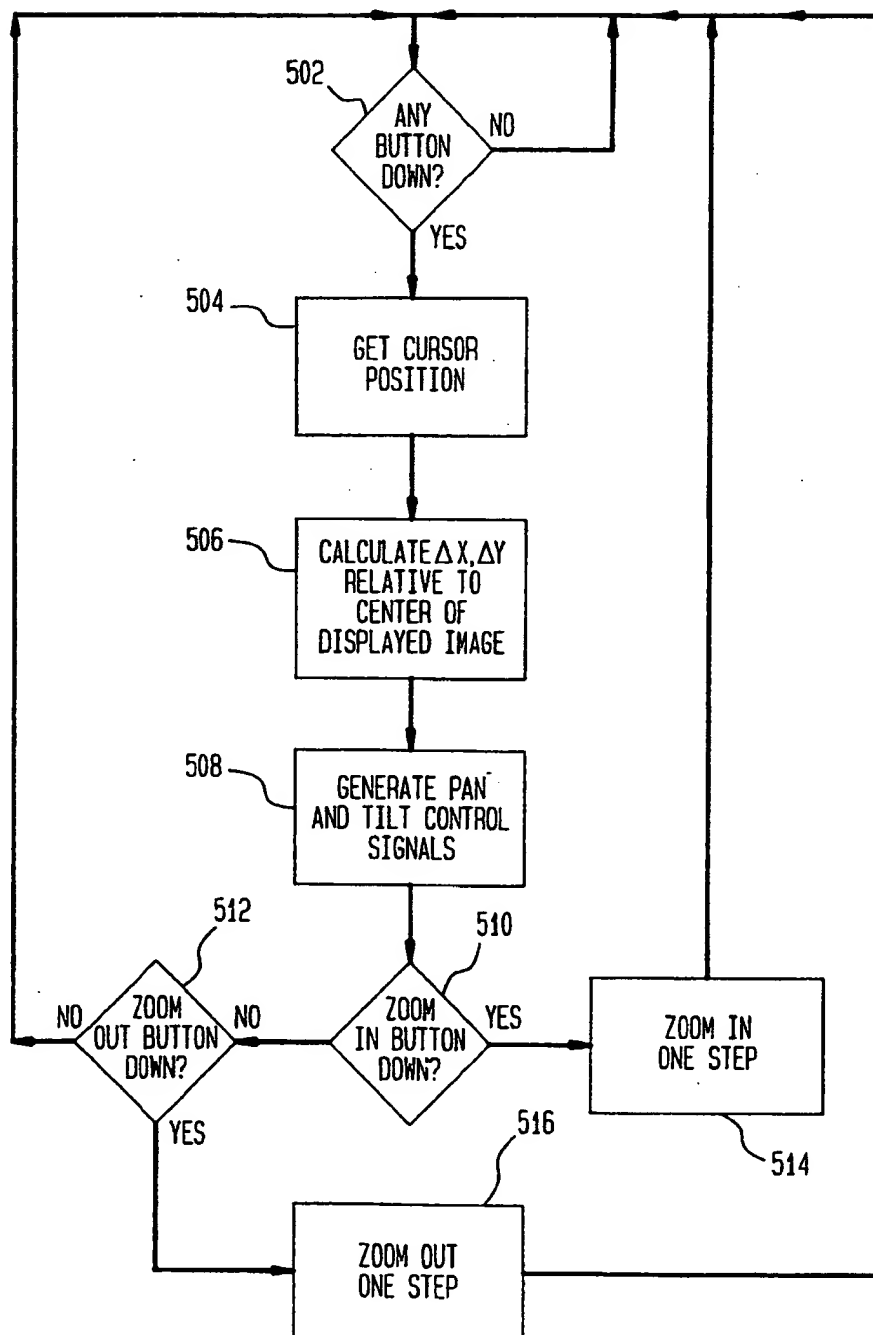 502
ANY
BUTTON
DOWN?
NO
YES
504
GET CURSOR
POSITION
506
CALCULATE ΔX, ΔY
RELATIVE TO
CENTER OF
DISPLAYED IMAGE
508
GENERATE PAN
AND TILT CONTROL
SIGNALS
512
510
NO
ZOOM
OUT BUTTON
DOWN?
NO
ZOOM
IN BUTTON
DOWN?
YES
ZOOM IN
ONE STEP
YES
516
514
ZOOM OUT
ONE STEP